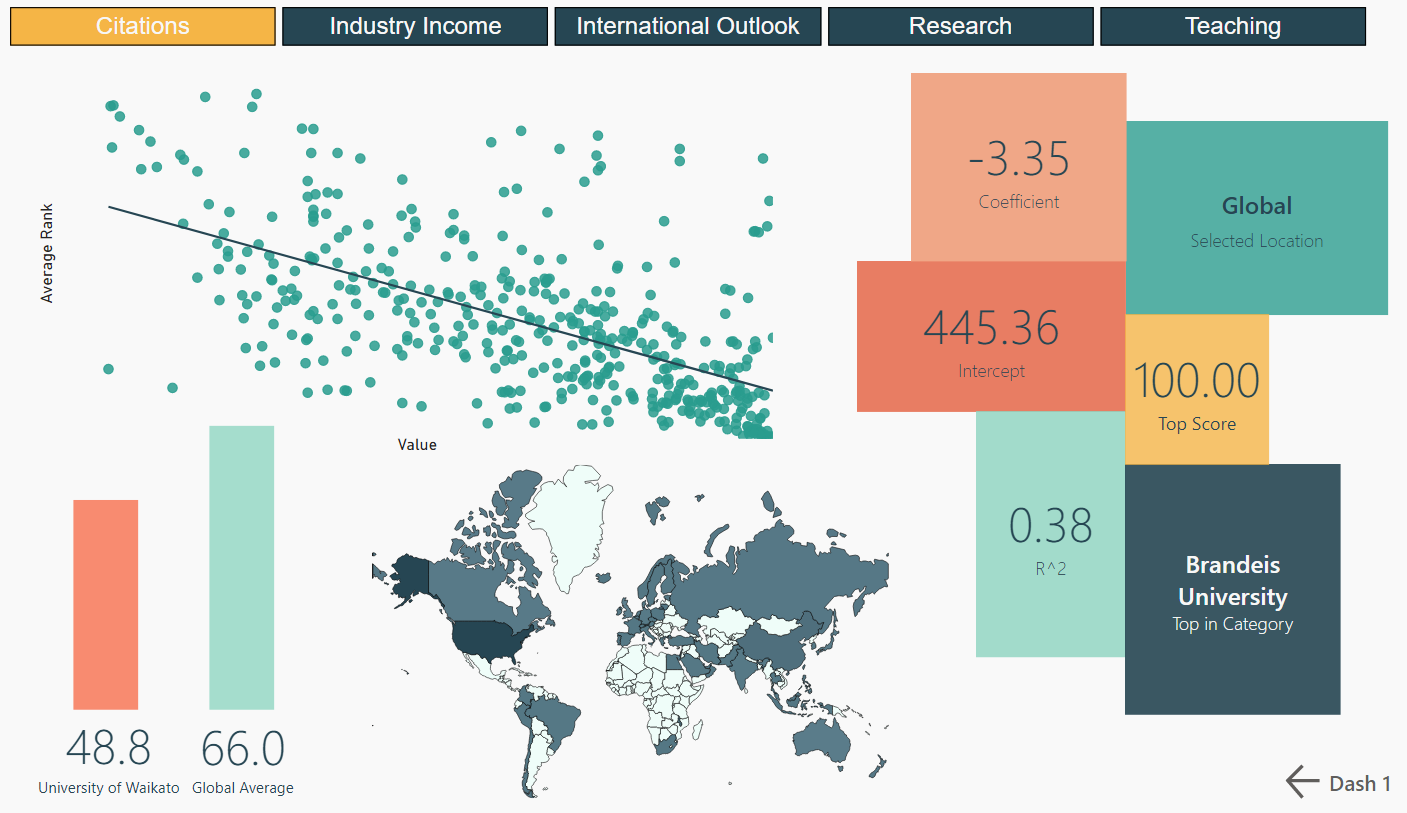 Citations
Industry Income
International Outlook
Research
Teaching
Average Rank
Value
-3.35
Coefficient
Global
Selected Location
445.36
Intercept
100.00
Top Score
0.38
R^2
Brandeis
University
Top in Category
48.8
University of Waikato
66.0
Global Average
Dash 1